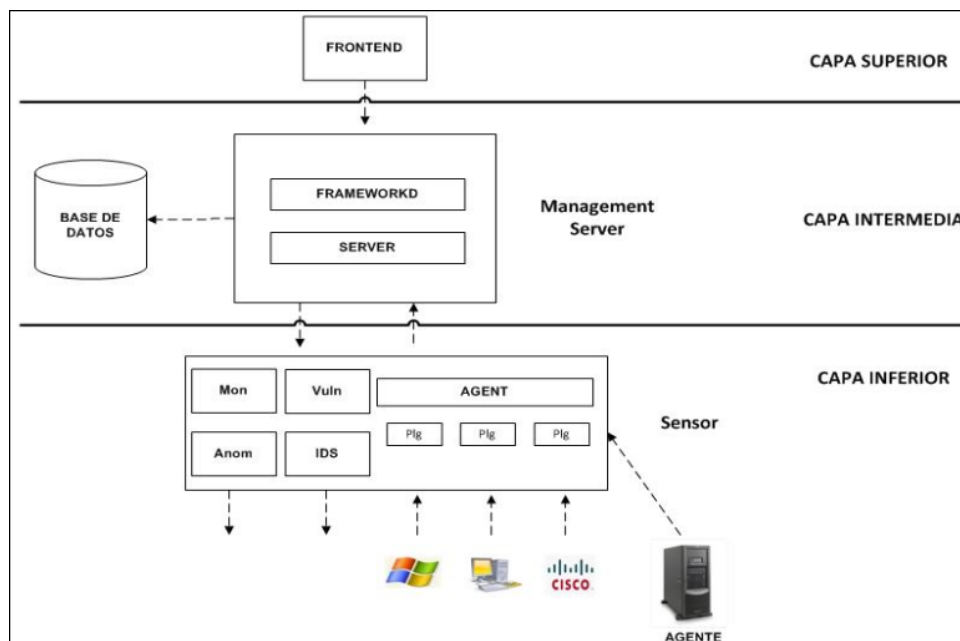 FRONTEND
CAPA SUPERIOR
BASE DE
DATOS
FRAMEWORKD
SERVER
Management
Server
CAPA INTERMEDIA
Mon
Vuln
AGENT
CAPA INFERIOR
Anom
IDS
Plg
Plg
Plg
Sensor
CISCO
AGENTE